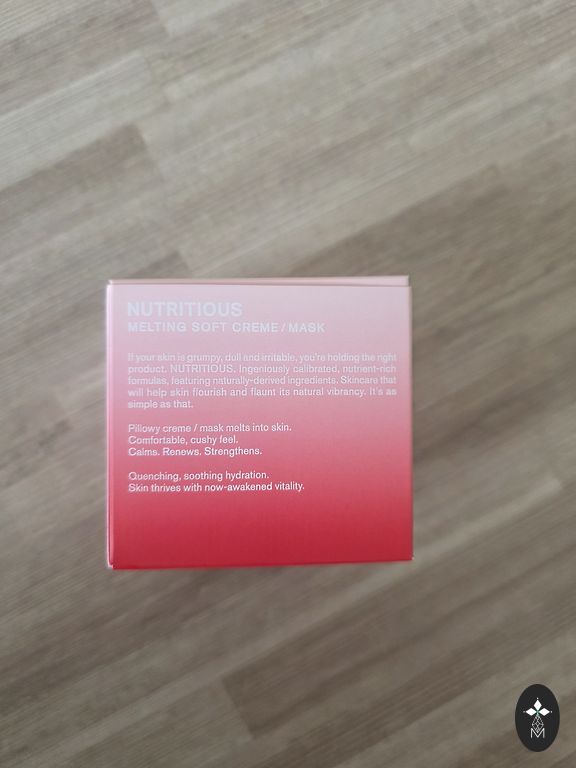 NUTRITIOUS
MELTING SOFT CREME / MASK
If your skin is grumpy, dull and irritable, you're holding the right
product. NUTRITIOUS. Ingeniously calibrated, nutrient-rich
formulas, featuring naturally-derived ingredients. Skincare that
will help skin flourish and flaunt its natural vibrancy. It's as
simple as that.
Pillowy creme / mask melts into skin.
Comfortable, cushy feel.
Calms. Renews. Strengthens.
Quenching, soothing hydration.
Skin thrives with now-awakened vitality.
M